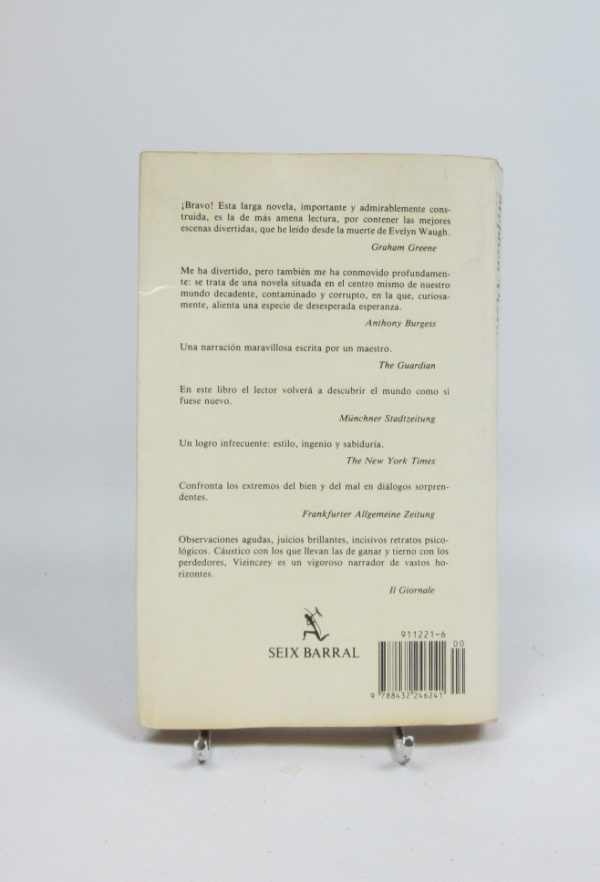 ¡Bravo! Esta larga novela, importante y admirablemente cons-
truida, es la de más amena lectura, por contener las mejores
escenas divertidas, que he leído desde la muerte de Evelyn Waugh.
Graham Greene
Me ha divertido, pero también me ha conmovido profundamen-
te: se trata de una novela situada en el centro mismo de nuestro
mundo decadente, contaminado y corrupto, en la que, curiosa-
mente, alienta una especie de desesperada esperanza.
Anthony Burgess
Una narración maravillosa escrita por un maestro.
The Guardian
En este libro el lector volverá a descubrir el mundo como si
fuese nuevo.
Münchner Stadtzeitung
Un logro infrecuente: estilo, ingenio y sabiduría.
The New York Times
Confronta los extremos del bien y del mal en diálogos sorpren-
dentes.
Frankfurter Allgemeine Zeitung
Observaciones agudas, juicios brillantes, incisivos retratos psico-
lógicos. Cáustico con los que llevan las de ganar y tierno con los
perdedores, Vizinczey es un vigoroso narrador de vastos ho-
rizontes.
Il Giornale
SEIX BARRAL
911221-6
00
9 788432 246241